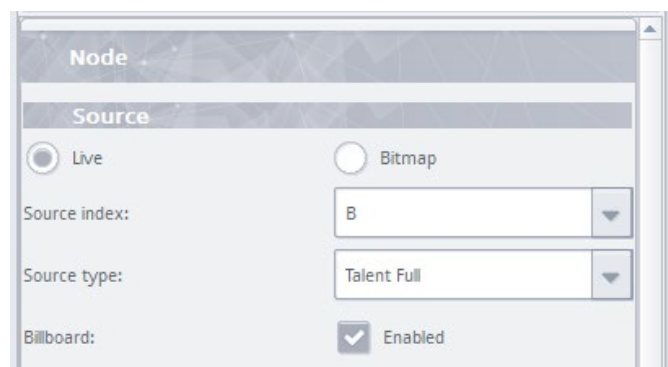 Node
Source
Live Bitmap
Source index: B
Source type: Talent Full
Billboard: Enabled